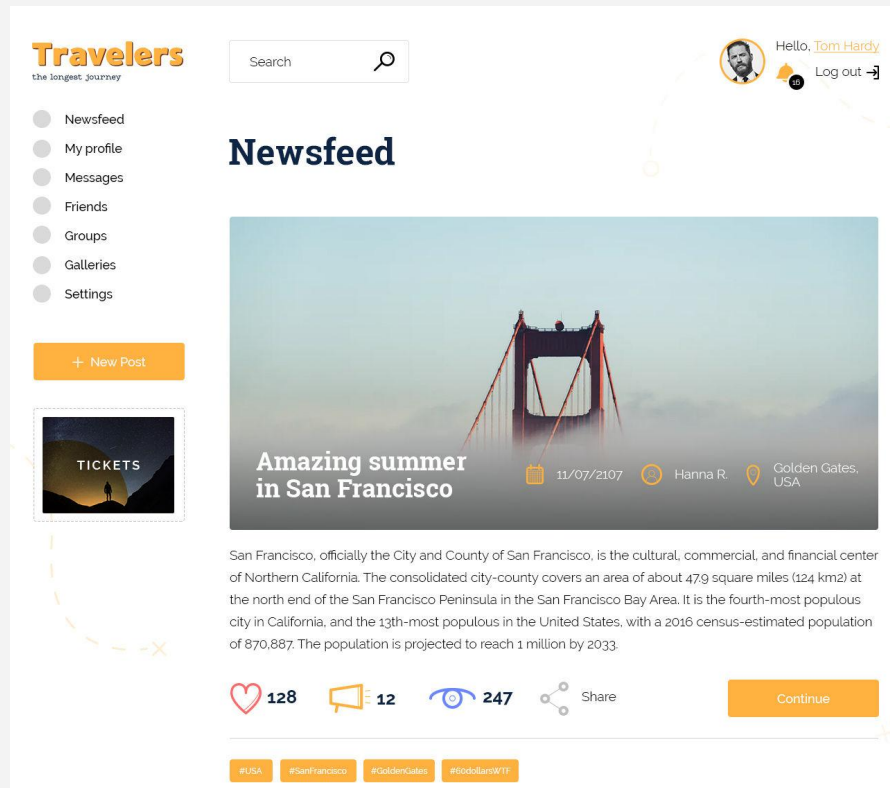 Travelers
the longest journey
Search
Hello, Tom Hardy
16
Log out
Newsfeed
My profile
Messages
Friends
Groups
Galleries
Settings
+ New Post
TICKETS
Newsfeed
Amazing summer
in San Francisco
11/07/2107
Hanna R.
Golden Gates,
USA
San Francisco, officially the City and County of San Francisco, is the cultural, commercial, and financial center
of Northern California. The consolidated city-county covers an area of about 47.9 square miles (124 km2) at
the north end of the San Francisco Peninsula in the San Francisco Bay Area. It is the fourth-most populous
city in California, and the 13th-most populous in the United States, with a 2016 census-estimated population
of 870,887. The population is projected to reach 1 million by 2033.
128
12
247
Share
Continue
#USA
#SanFrancisco
#GoldenGates
#60dollarsWTF